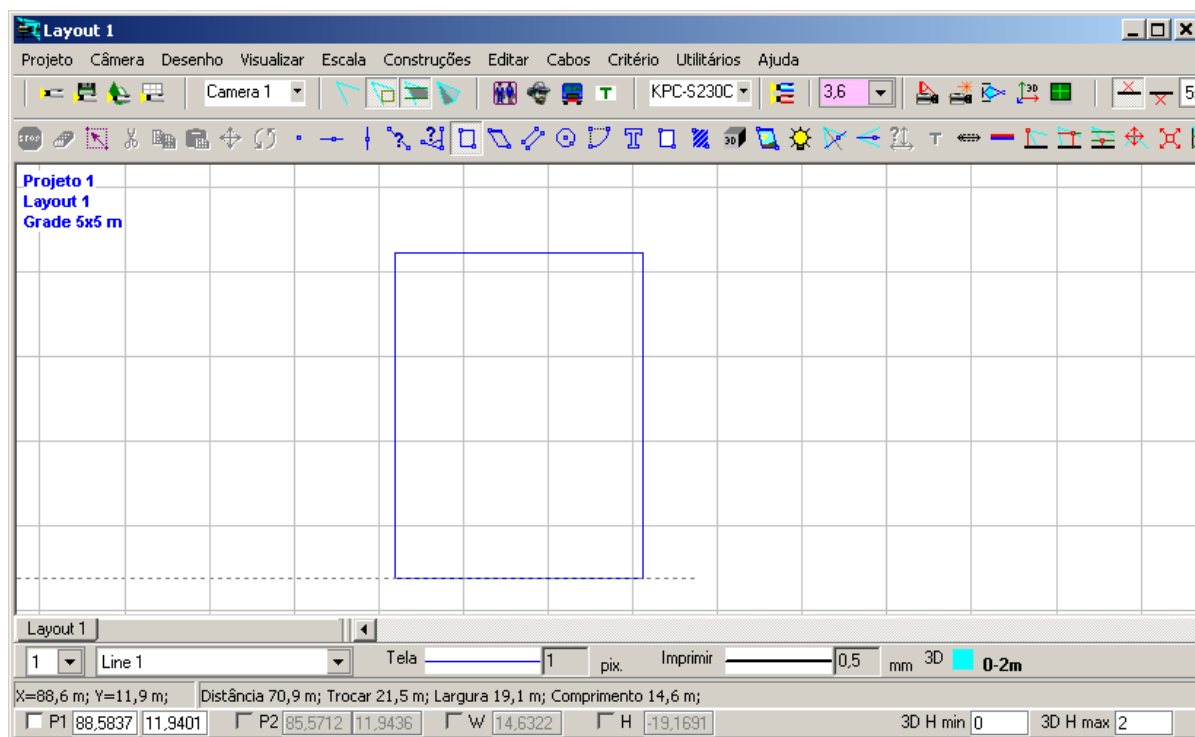 Layout 1
Projeto Câmera Desenho Visualizar Escala Construções Editar Cabos Critério Utilitários Ajuda
Camera 1 T KPC-S230C 3,6
STOP T 3D T
Projeto 1
Layout 1
Grade 5x5 m
Layout 1
1 Line 1 Tela 1 pix. Imprimir 0,5 mm 3D 0-2m
X=88,6 m; Y=11,9 m; Distância 70,9 m; Trocar 21,5 m; Largura 19,1 m; Comprimento 14,6 m;
P1 88,5837 11,9401 P2 85,5712 11,9436 W 14,6322 H -19,1691 3D H min 0 3D H max 2